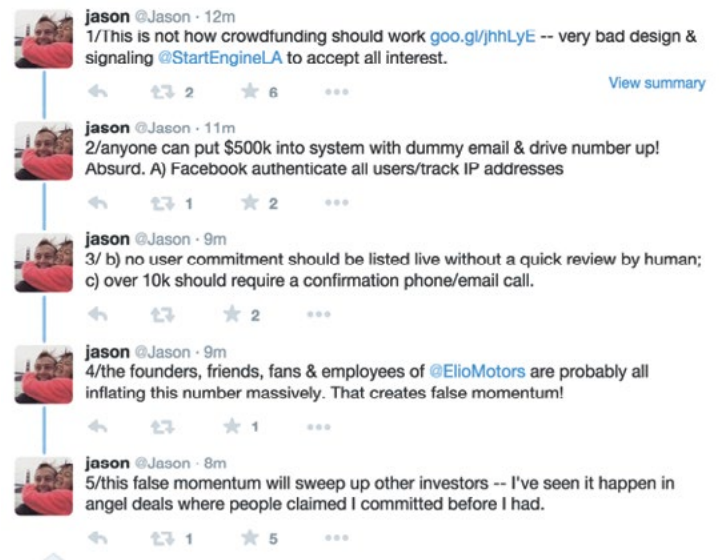 jason @Jason · 12m
1/This is not how crowdfunding should work goo.gl/jhhLyE -- very bad design &
signaling @StartEngineLA to accept all interest.
2 6
View summary
jason @Jason · 11m
2/anyone can put $500k into system with dummy email & drive number up!
Absurd. A) Facebook authenticate all users/track IP addresses
1 2
jason @Jason · 9m
3/ b) no user commitment should be listed live without a quick review by human;
c) over 10k should require a confirmation phone/email call.
2
jason @Jason · 9m
4/the founders, friends, fans & employees of @ElioMotors are probably all
inflating this number massively. That creates false momentum!
1
jason @Jason · 8m
5/this false momentum will sweep up other investors -- I've seen it happen in
angel deals where people claimed I committed before I had.
1 5